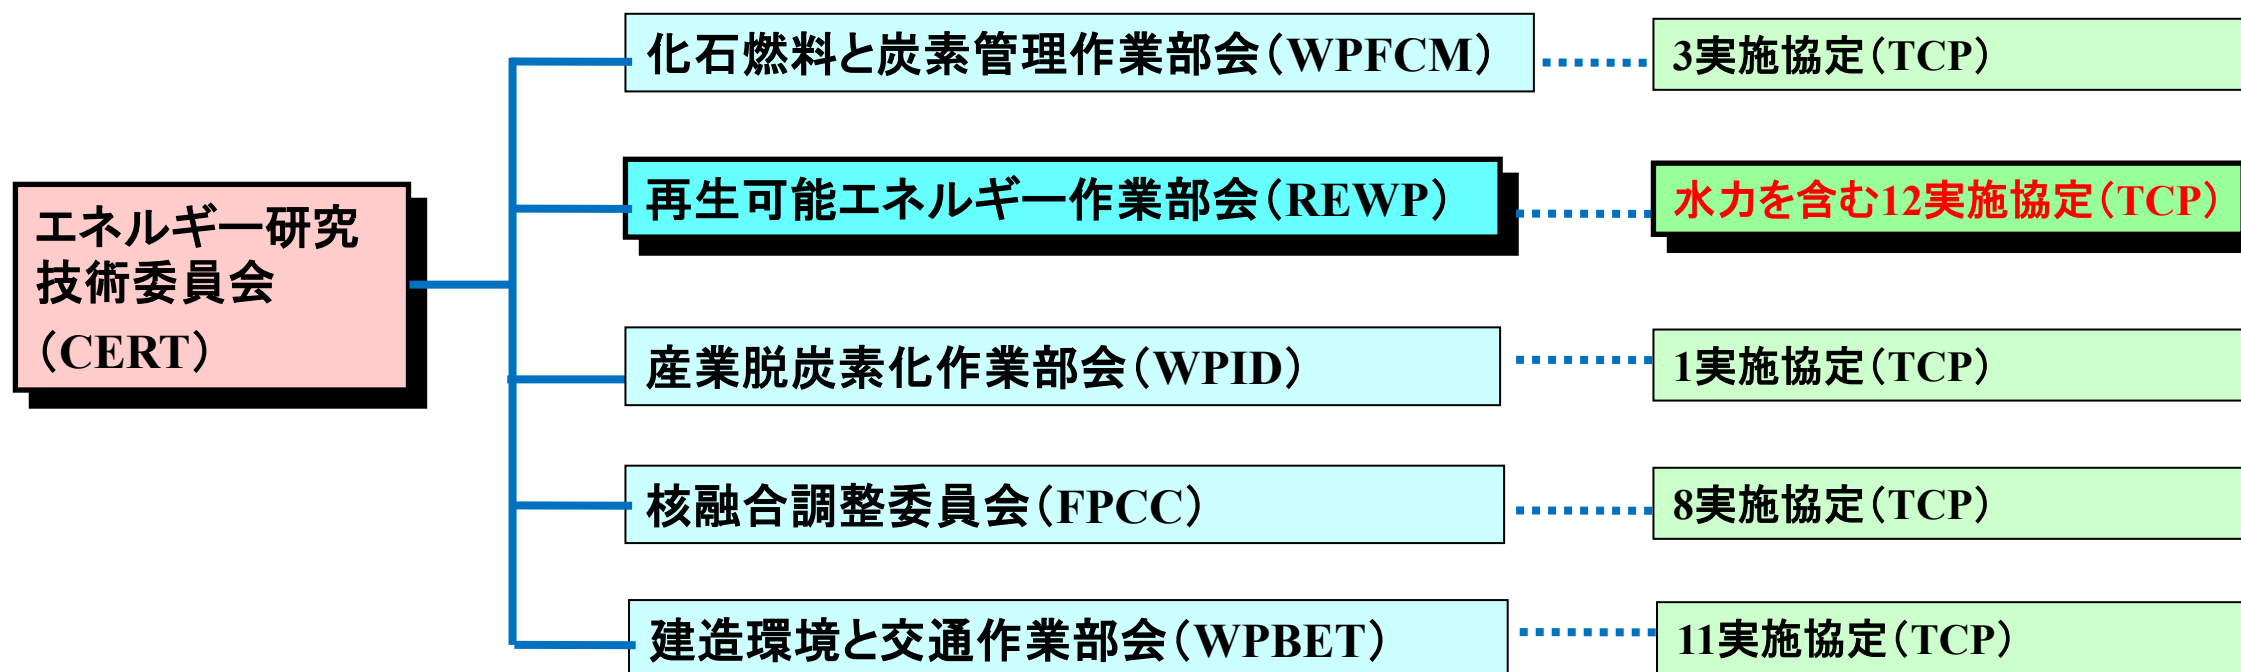 化石燃料と炭素管理作業部会（WPFCM）
3実施協定（TCP）
再生可能エネルギー作業部会（REWP）
水力を含む12実施協定（TCP）
エネルギー研究
技術委員会
（CERT）
産業脱炭素化作業部会（WPID）
1実施協定（TCP）
核融合調整委員会（FPCC）
8実施協定（TCP）
建造環境と交通作業部会（WPBET）
11実施協定（TCP）